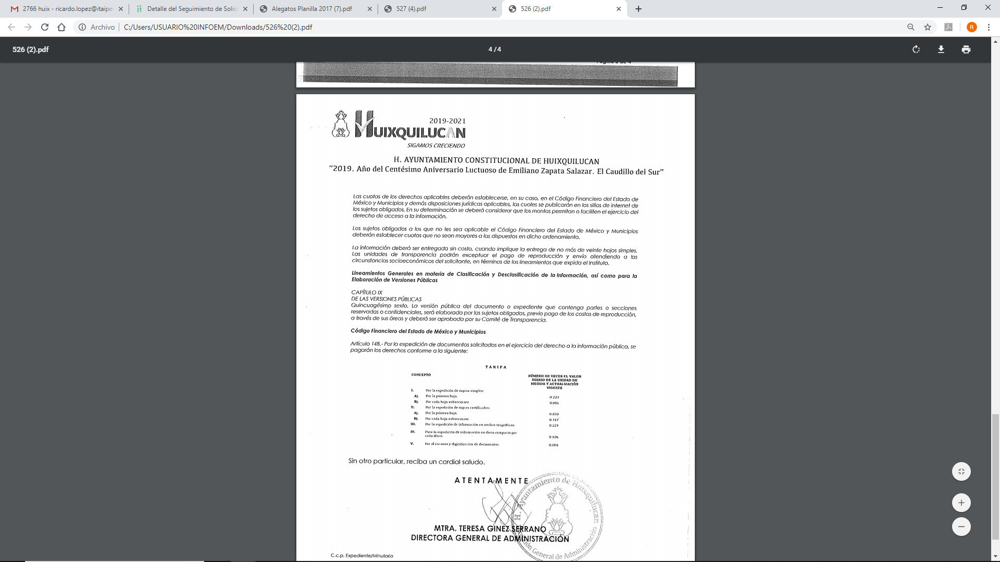 2766 huix - ricardo.lopez@itaipe
Detalle del Seguimiento de Solic
Alegatos Planilla 2017 (7).pdf
527 (4).pdf
526 (2).pdf
Archivo
C:/Users/USUARIO%20INFOEM/Downloads/526%20(2).pdf
R
526 (2).pdf
4 / 4
2019-2021
HUIXQUILUCAN
SIGAMOS CRECIENDO
H. AYUNTAMIENTO CONSTITUCIONAL DE HUIXQUILUCAN
“2019. Año del Centésimo Aniversario Luctuoso de Emiliano Zapata Salazar. El Caudillo del Sur”
Las cuotas de los derechos aplicables deberán establecerse, en su caso, en el Código Financiero del Estado de
México y Municipios y demás disposiciones jurídicas aplicables, las cuales se publicarán en los sitios de internet de
los sujetos obligados. En su determinación se deberá considerar que los montos permitan o faciliten el ejercicio del
derecho de acceso a la información.
Los sujetos obligados a los que no les sea aplicable el Código Financiero del Estado de México y Municipios
deberán establecer cuotas que no sean mayores a las dispuestas en dicho ordenamiento.
La información deberá ser entregada sin costo, cuando implique la entrega de no más de veinte hojas simples.
Las unidades de transparencia podrán exceptuar el pago de reproducción y envío atendiendo a las
circunstancias socioeconómicas del solicitante, en términos de los lineamientos que expida el Instituto.
Lineamientos Generales en materia de Clasificación y Desclasificación de la Información, así como para la
Elaboración de Versiones Públicas
CAPÍTULO IX
DE LAS VERSIONES PÚBLICAS
Quincuagésimo sexto. La versión pública del documento o expediente que contenga partes o secciones
reservadas o confidenciales, será elaborada por los sujetos obligados, previo pago de los costos de reproducción,
a través de sus áreas y deberá ser aprobada por su Comité de Transparencia.
Código Financiero del Estado de México y Municipios
Artículo 148.- Por la expedición de documentos solicitados en el ejercicio del derecho a la información pública, se
pagarán los derechos conforme a la siguiente:
TARIFA
CONCEPTO
NÚMERO DE VECES EL VALOR
DIARIO DE LA UNIDAD DE
MEDIDA Y ACTUALIZACIÓN
VIGENTE
I. Por la expedición de copias simples:
A). Por la primera hoja. 0.221
B). Por cada hoja subsecuente. 0.016
II. Por la expedición de copias certificadas:
A). Por la primera hoja. 0.850
B). Por cada hoja subsecuente. 0.417
III. Por la expedición de información en medios magnéticos. 0.221
IV. Para la expedición de información en disco compacto por
cada disco. 0.336
V. Por el escaneo y digitalización de documentos. 0.008
Sin otro particular, reciba un cordial saludo.
ATENTAMENTE
H. Ayuntamiento de Huixquilucan
MTRA. TERESA GINEZ SERRANO
DIRECTORA GENERAL DE ADMINISTRACIÓN
General de Administración
C.c.p. Expediente/Minutario